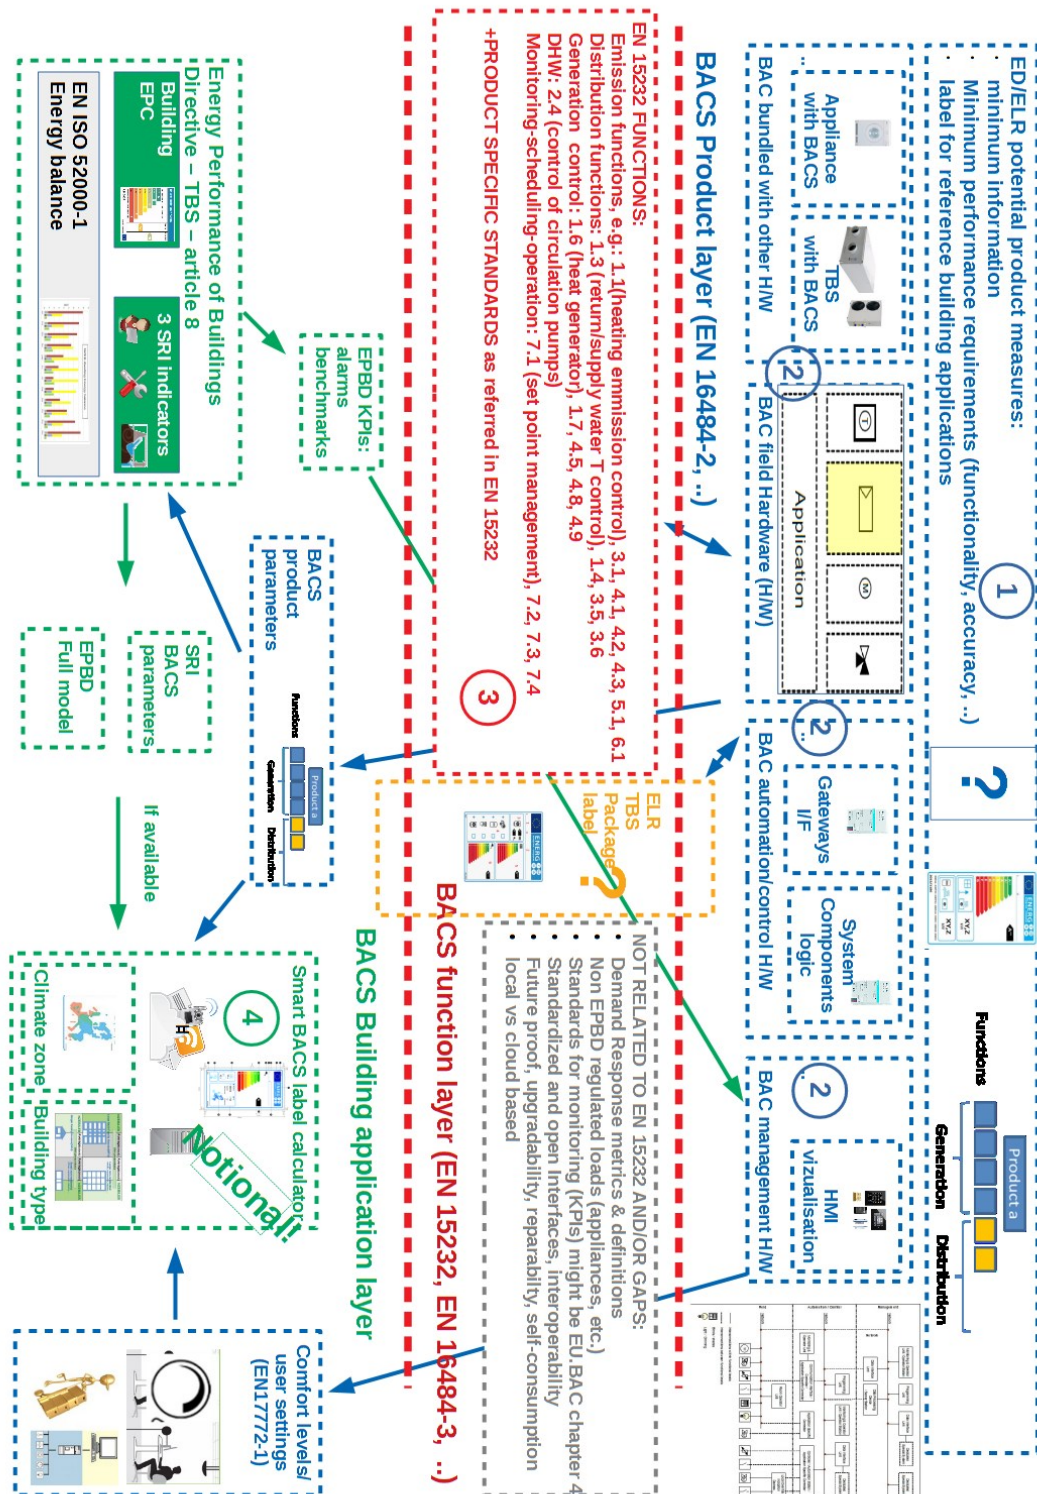 ED/ELR potential product measures:
· minimum information
· Minimum performance requirements (functionality, accuracy. ..)
· label for reference building applications
1
?
ENERG
XY,Z
XY,Z
Functions
Product a
Generation
Distribution
..
Appliance
with BACS
TBS
with BACS
BAC bundled with other H/W
2
T
M
Application
BAC field Hardware (H/W)
2
..
Gateways
I/F
System
Components
logic
BAC automation/control H/W
2
..
HMI
vizualisation
BAC management H/W
BACS Product layer (EN 16484-2, ..)
EN 15232 FUNCTIONS:
Emission functions, e.g.: 1.1(heating emmission control), 3.1, 4.1, 4.2, 4.3, 5.1, 6.1
Distribution functions: 1.3 (return/supply water T control), 1.4, 3.5, 3.6
Generation control: 1.6 (heat generator), 1.7, 4.5, 4.8, 4.9
DHW: 2.4 (control of circulation pumps)
Monitoring-scheduling-operation: 7.1 (set point management), 7.2, 7.3, 7.4
+PRODUCT SPECIFIC STANDARDS as referred in EN 15232
3
ELR
TBS
Package
label
?
ENERG
NOT RELATED TO EN 15232 AND/OR GAPS:
· Demand Response metrics & definitions
· Non EPBD regulated loads (appliances, etc.)
· Standards for monitoring (KPIs) might be EU.BAC chapter 4
· Standardized and open interfaces, interoperability
· Future proof, upgradability, reparabilty, self-consumption
· local vs cloud based
BACS function layer (EN 15232, EN 16484-3, ..)
BACS Building application layer
EPBD KPIs:
alarms
benchmarks
Energy Performance of Buildings
Directive – TBS – article 8
Building
EPC
3 SRI indicators
EN ISO 52000-1
Energy balance
BACS
product
parameters
Functions
Product a
Generation
Distribution
SRI
BACS
parameters
EPBD
Full model
If available
Smart BACS label calculator
4
H
Notional!
Climate zone
Building type
Comfort levels/
user settings
(EN17772-1)